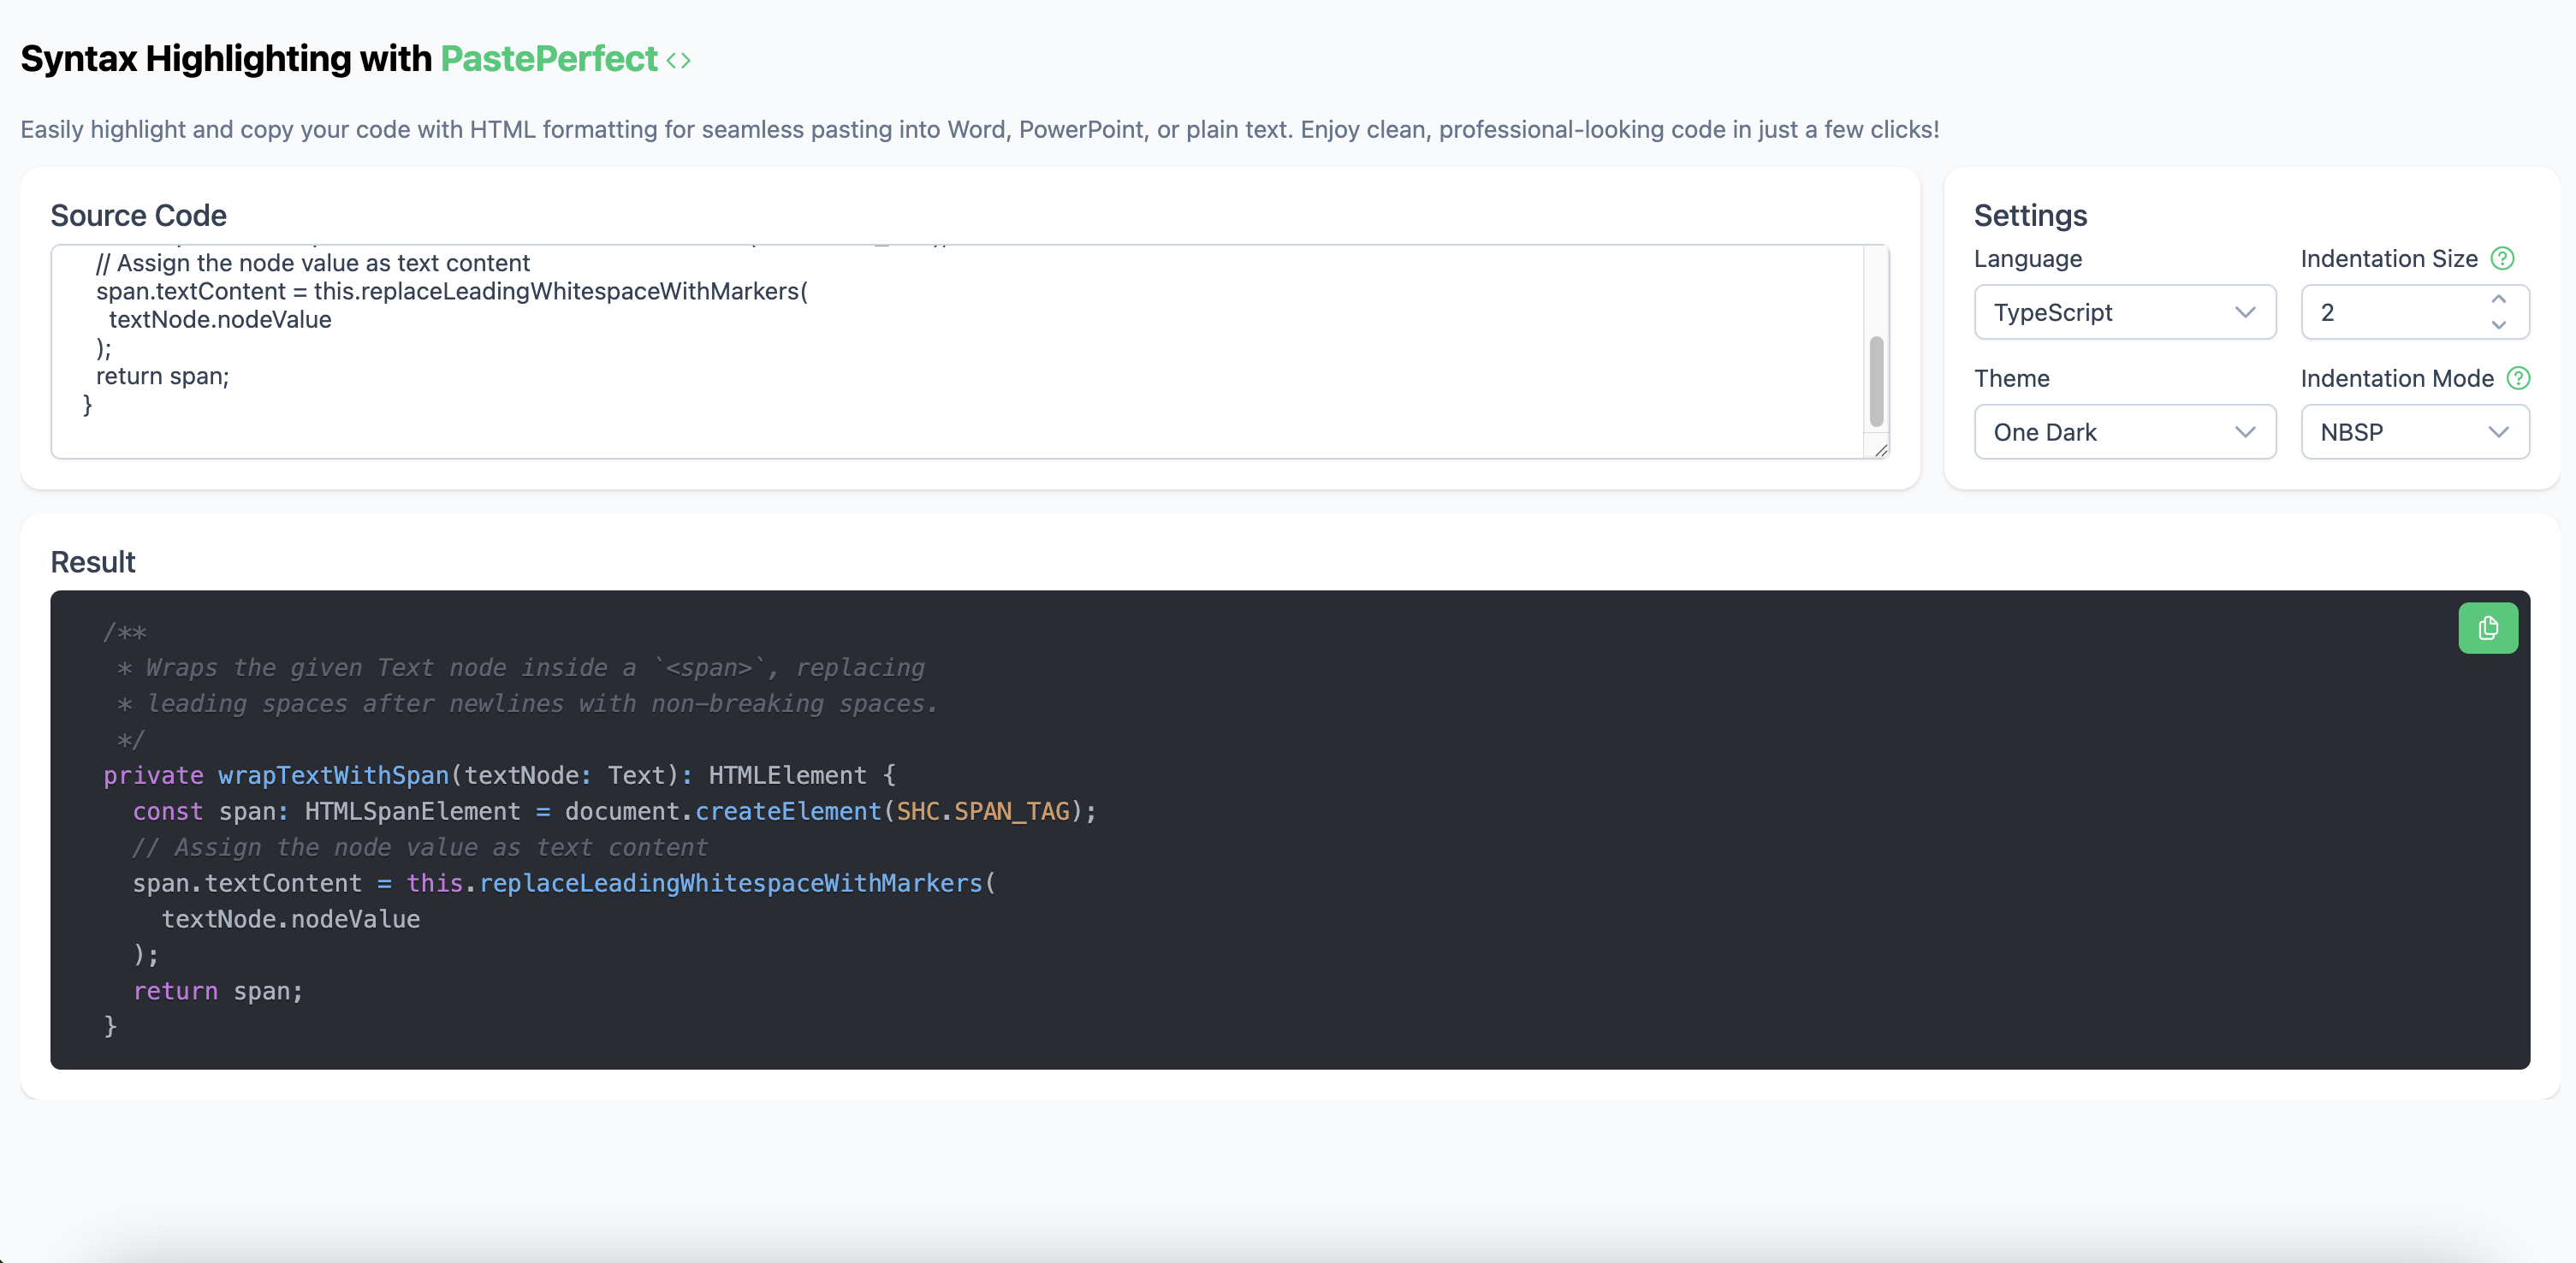 Syntax Highlighting with PastePerfect <>
Easily highlight and copy your code with HTML formatting for seamless pasting into Word, PowerPoint, or plain text. Enjoy clean, professional-looking code in just a few clicks!
Source Code
// Assign the node value as text content
span.textContent = this.replaceLeadingWhitespaceWithMarkers(
textNode.nodeValue
);
return span;
}
Settings
Language
Indentation Size ?
TypeScript
2
Theme
Indentation Mode ?
One Dark
NBSP
Result
/**
* Wraps the given Text node inside a `<span>`, replacing
* leading spaces after newlines with non-breaking spaces.
*/
private wrapTextWithSpan(textNode: Text): HTMLElement {
const span: HTMLSpanElement = document.createElement(SHC.SPAN_TAG);
// Assign the node value as text content
span.textContent = this.replaceLeadingWhitespaceWithMarkers(
textNode.nodeValue
);
return span;
}